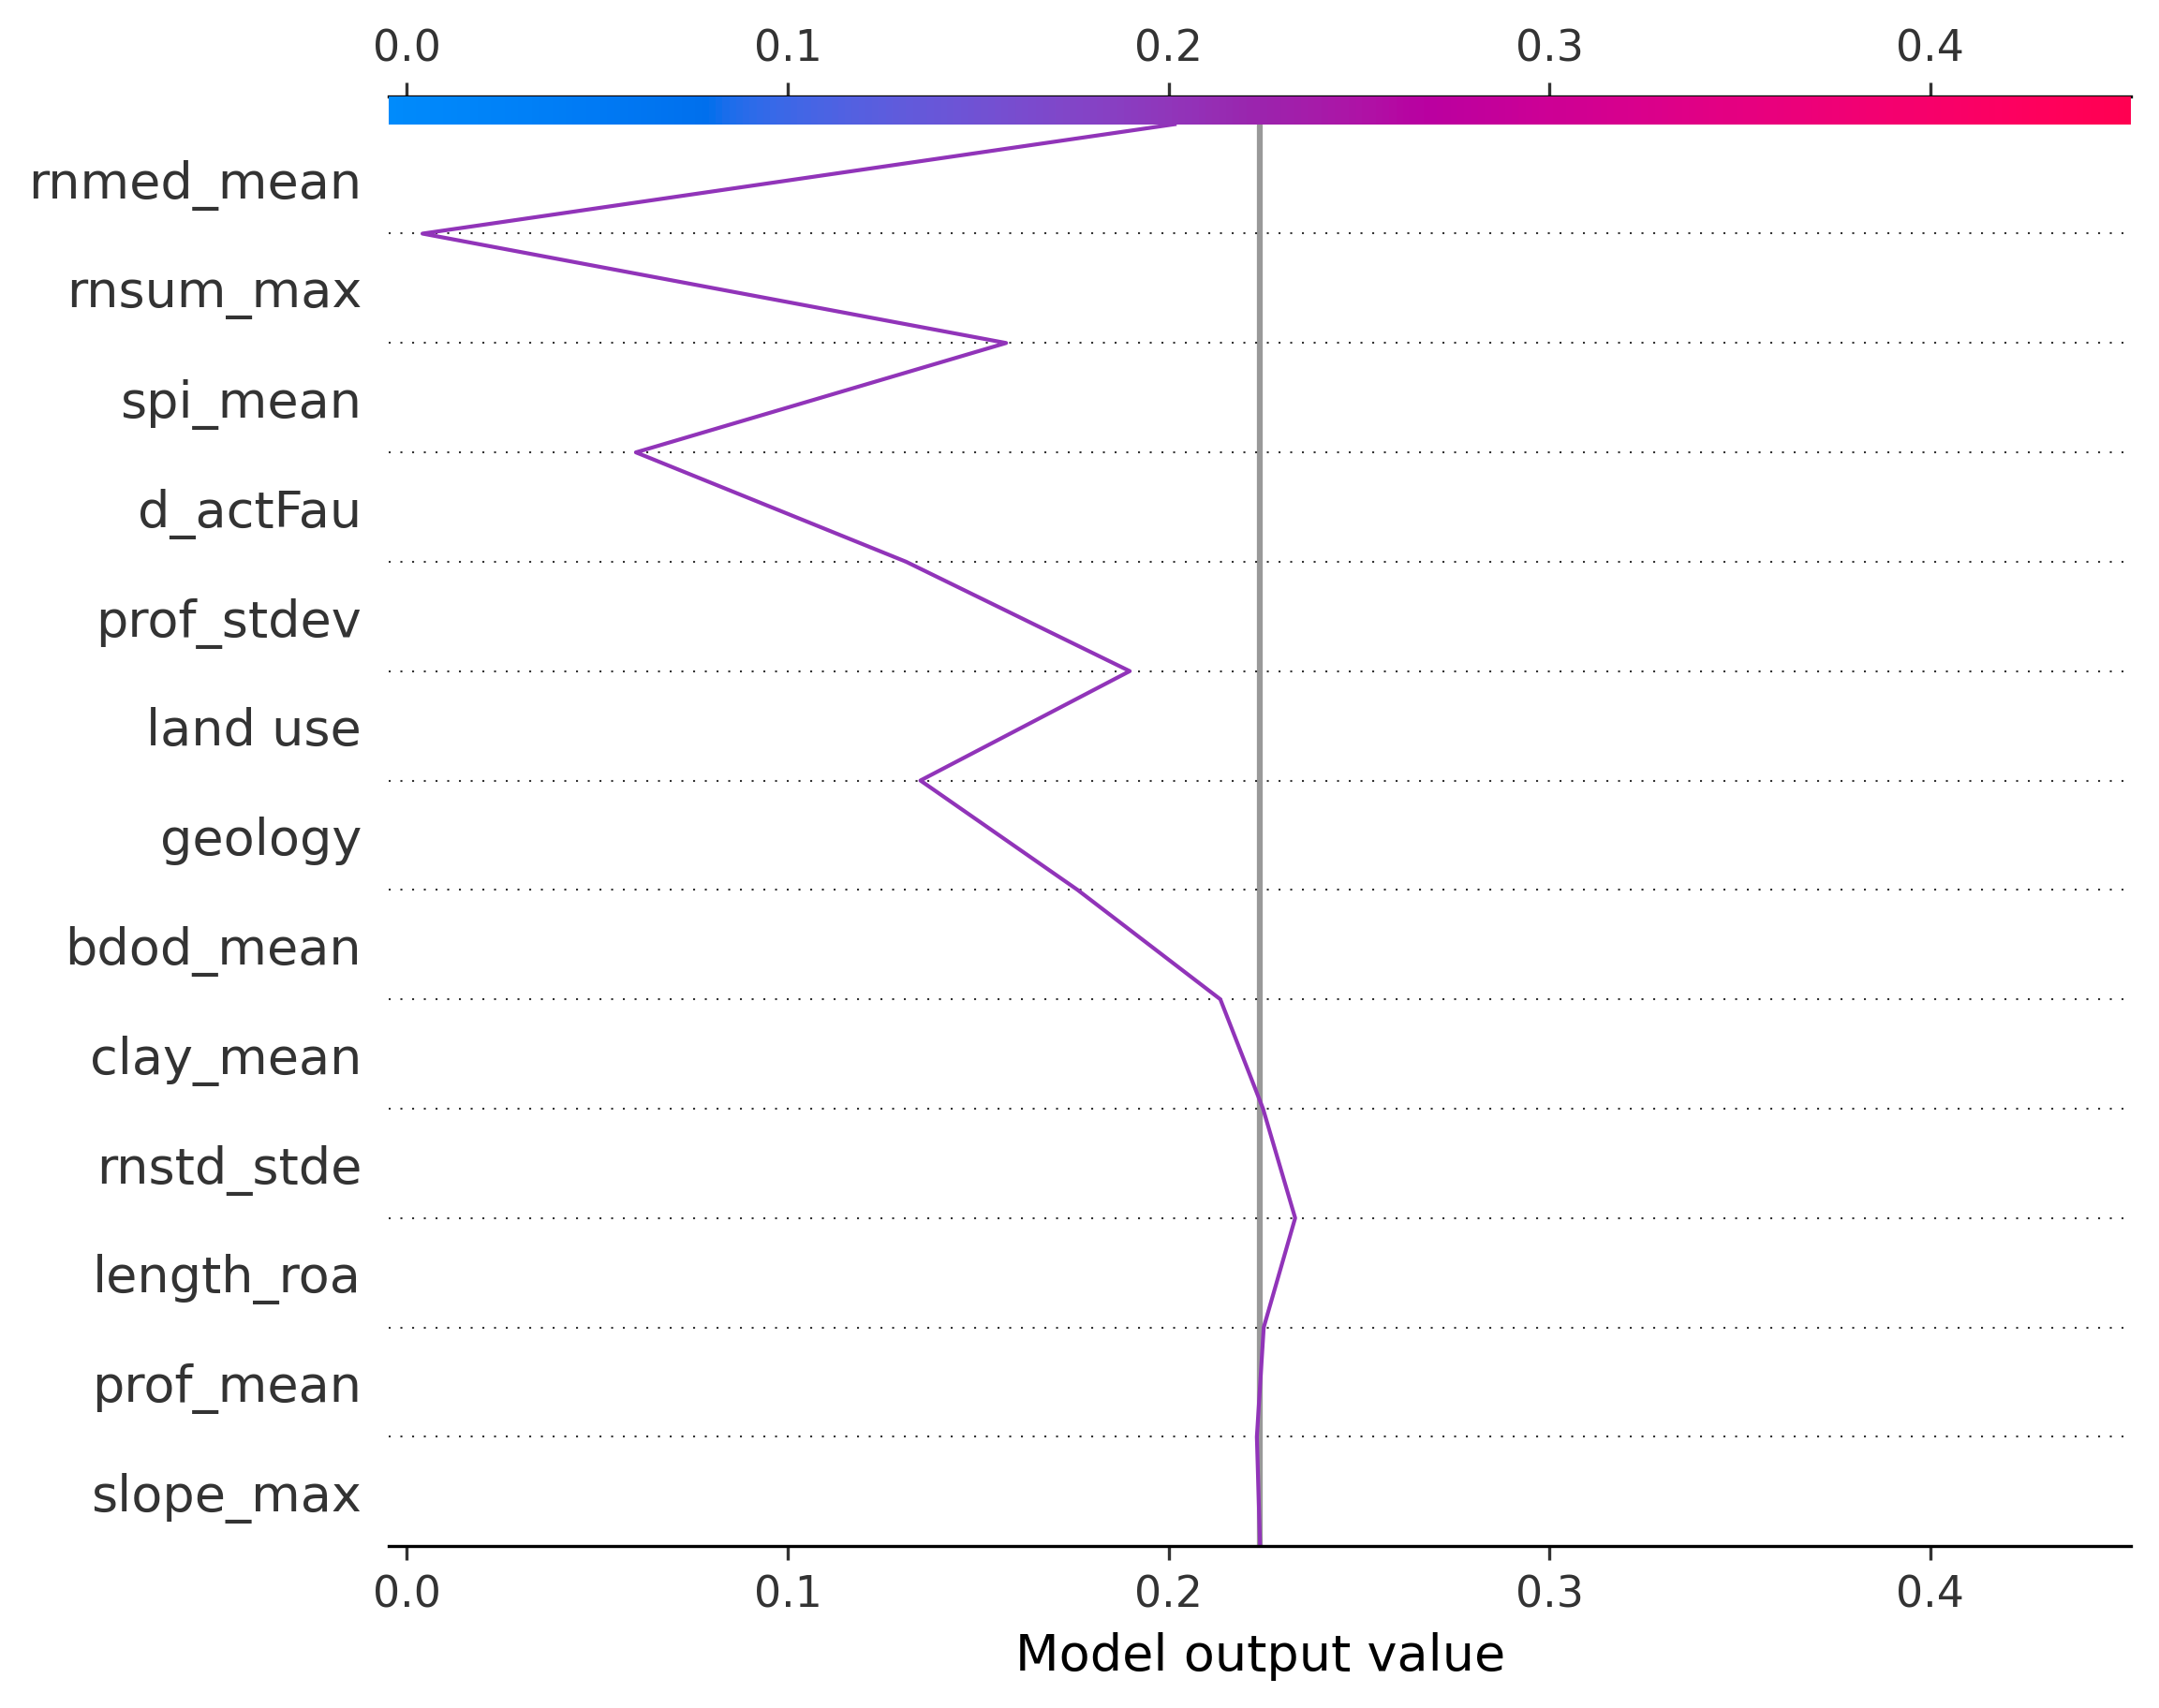 0.0 0.1 0.2 0.3 0.4
rnmed_mean
rnsum_max
spi_mean
d_actFau
prof_stdev
land use
geology
bdod_mean
clay_mean
rnstd_stde
length_roa
prof_mean
slope_max
0.0 0.1 0.2 0.3 0.4
Model output value